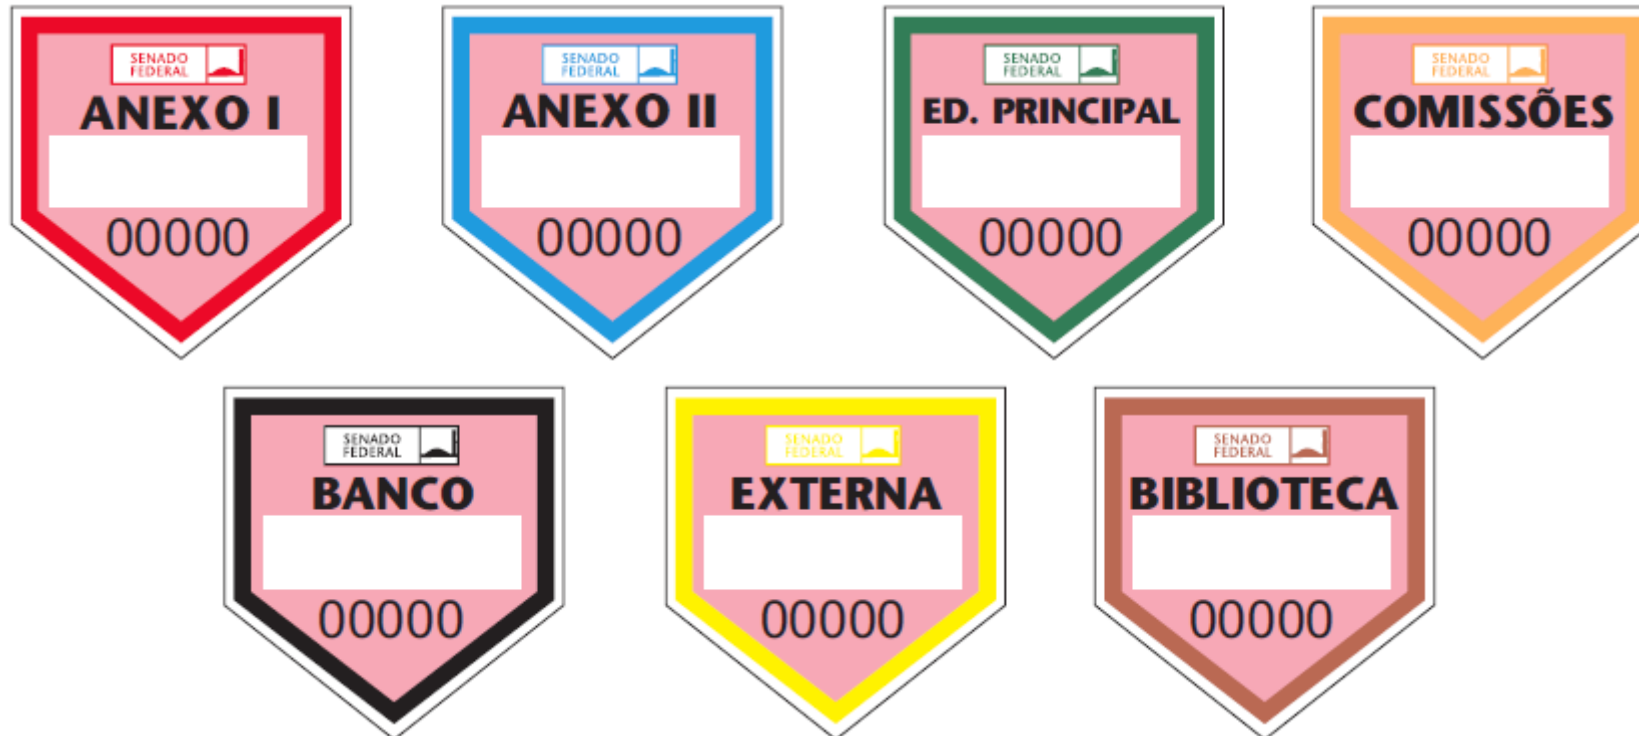 SENADO
FEDERAL
ANEXO I
00000
SENADO
FEDERAL
ANEXO II
00000
SENADO
FEDERAL
ED. PRINCIPAL
00000
SENADO
FEDERAL
COMISSÕES
00000
SENADO
FEDERAL
BANCO
00000
SENADO
FEDERAL
EXTERNA
00000
SENADO
FEDERAL
BIBLIOTECA
00000